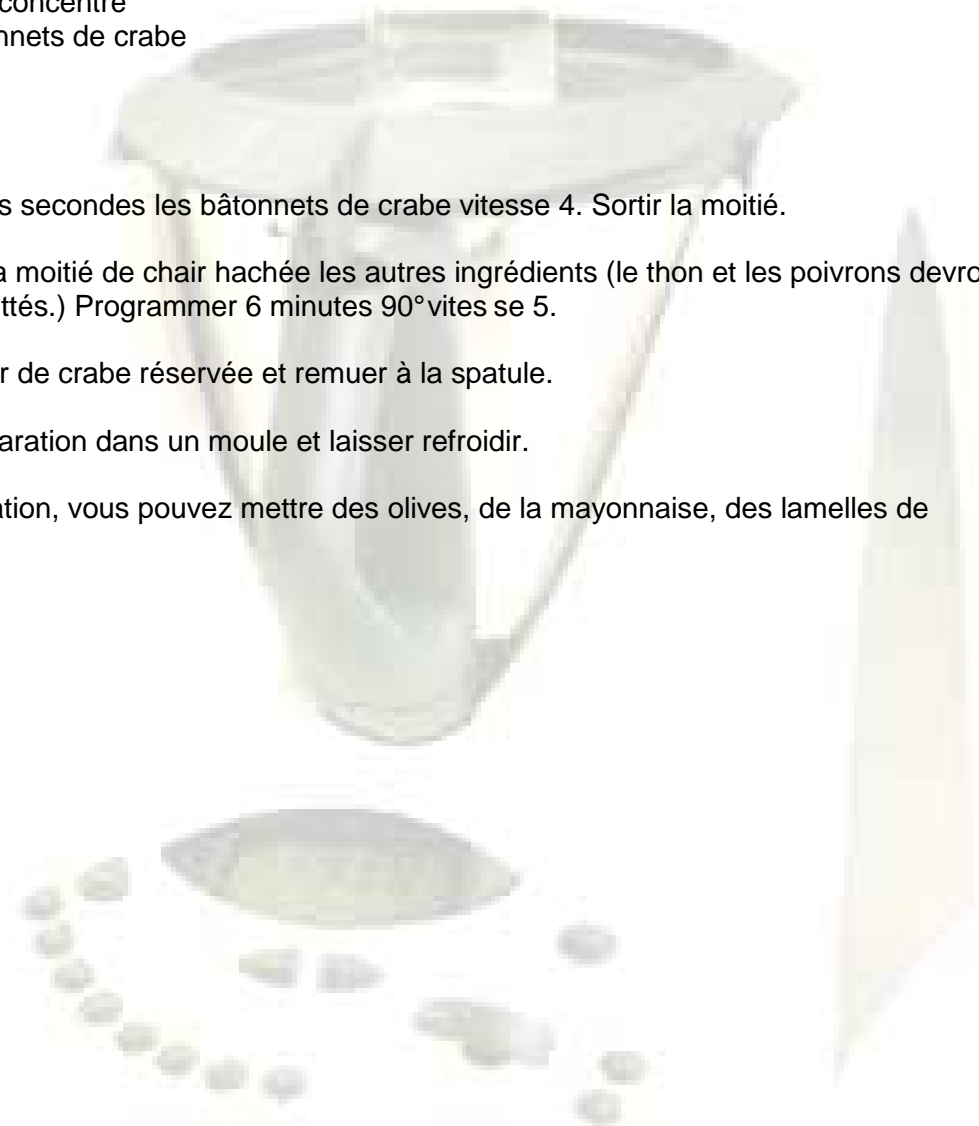 concentré
nnets de crabe
s secondes les bâtonnets de crabe vitesse 4. Sortir la moitié.
a moitié de chair hachée les autres ingrédients (le thon et les poivrons devro
ttés.) Programmer 6 minutes 90° vites se 5.
r de crabe réservée et remuer à la spatule.
aration dans un moule et laisser refroidir.
ation, vous pouvez mettre des olives, de la mayonnaise, des lamelles de